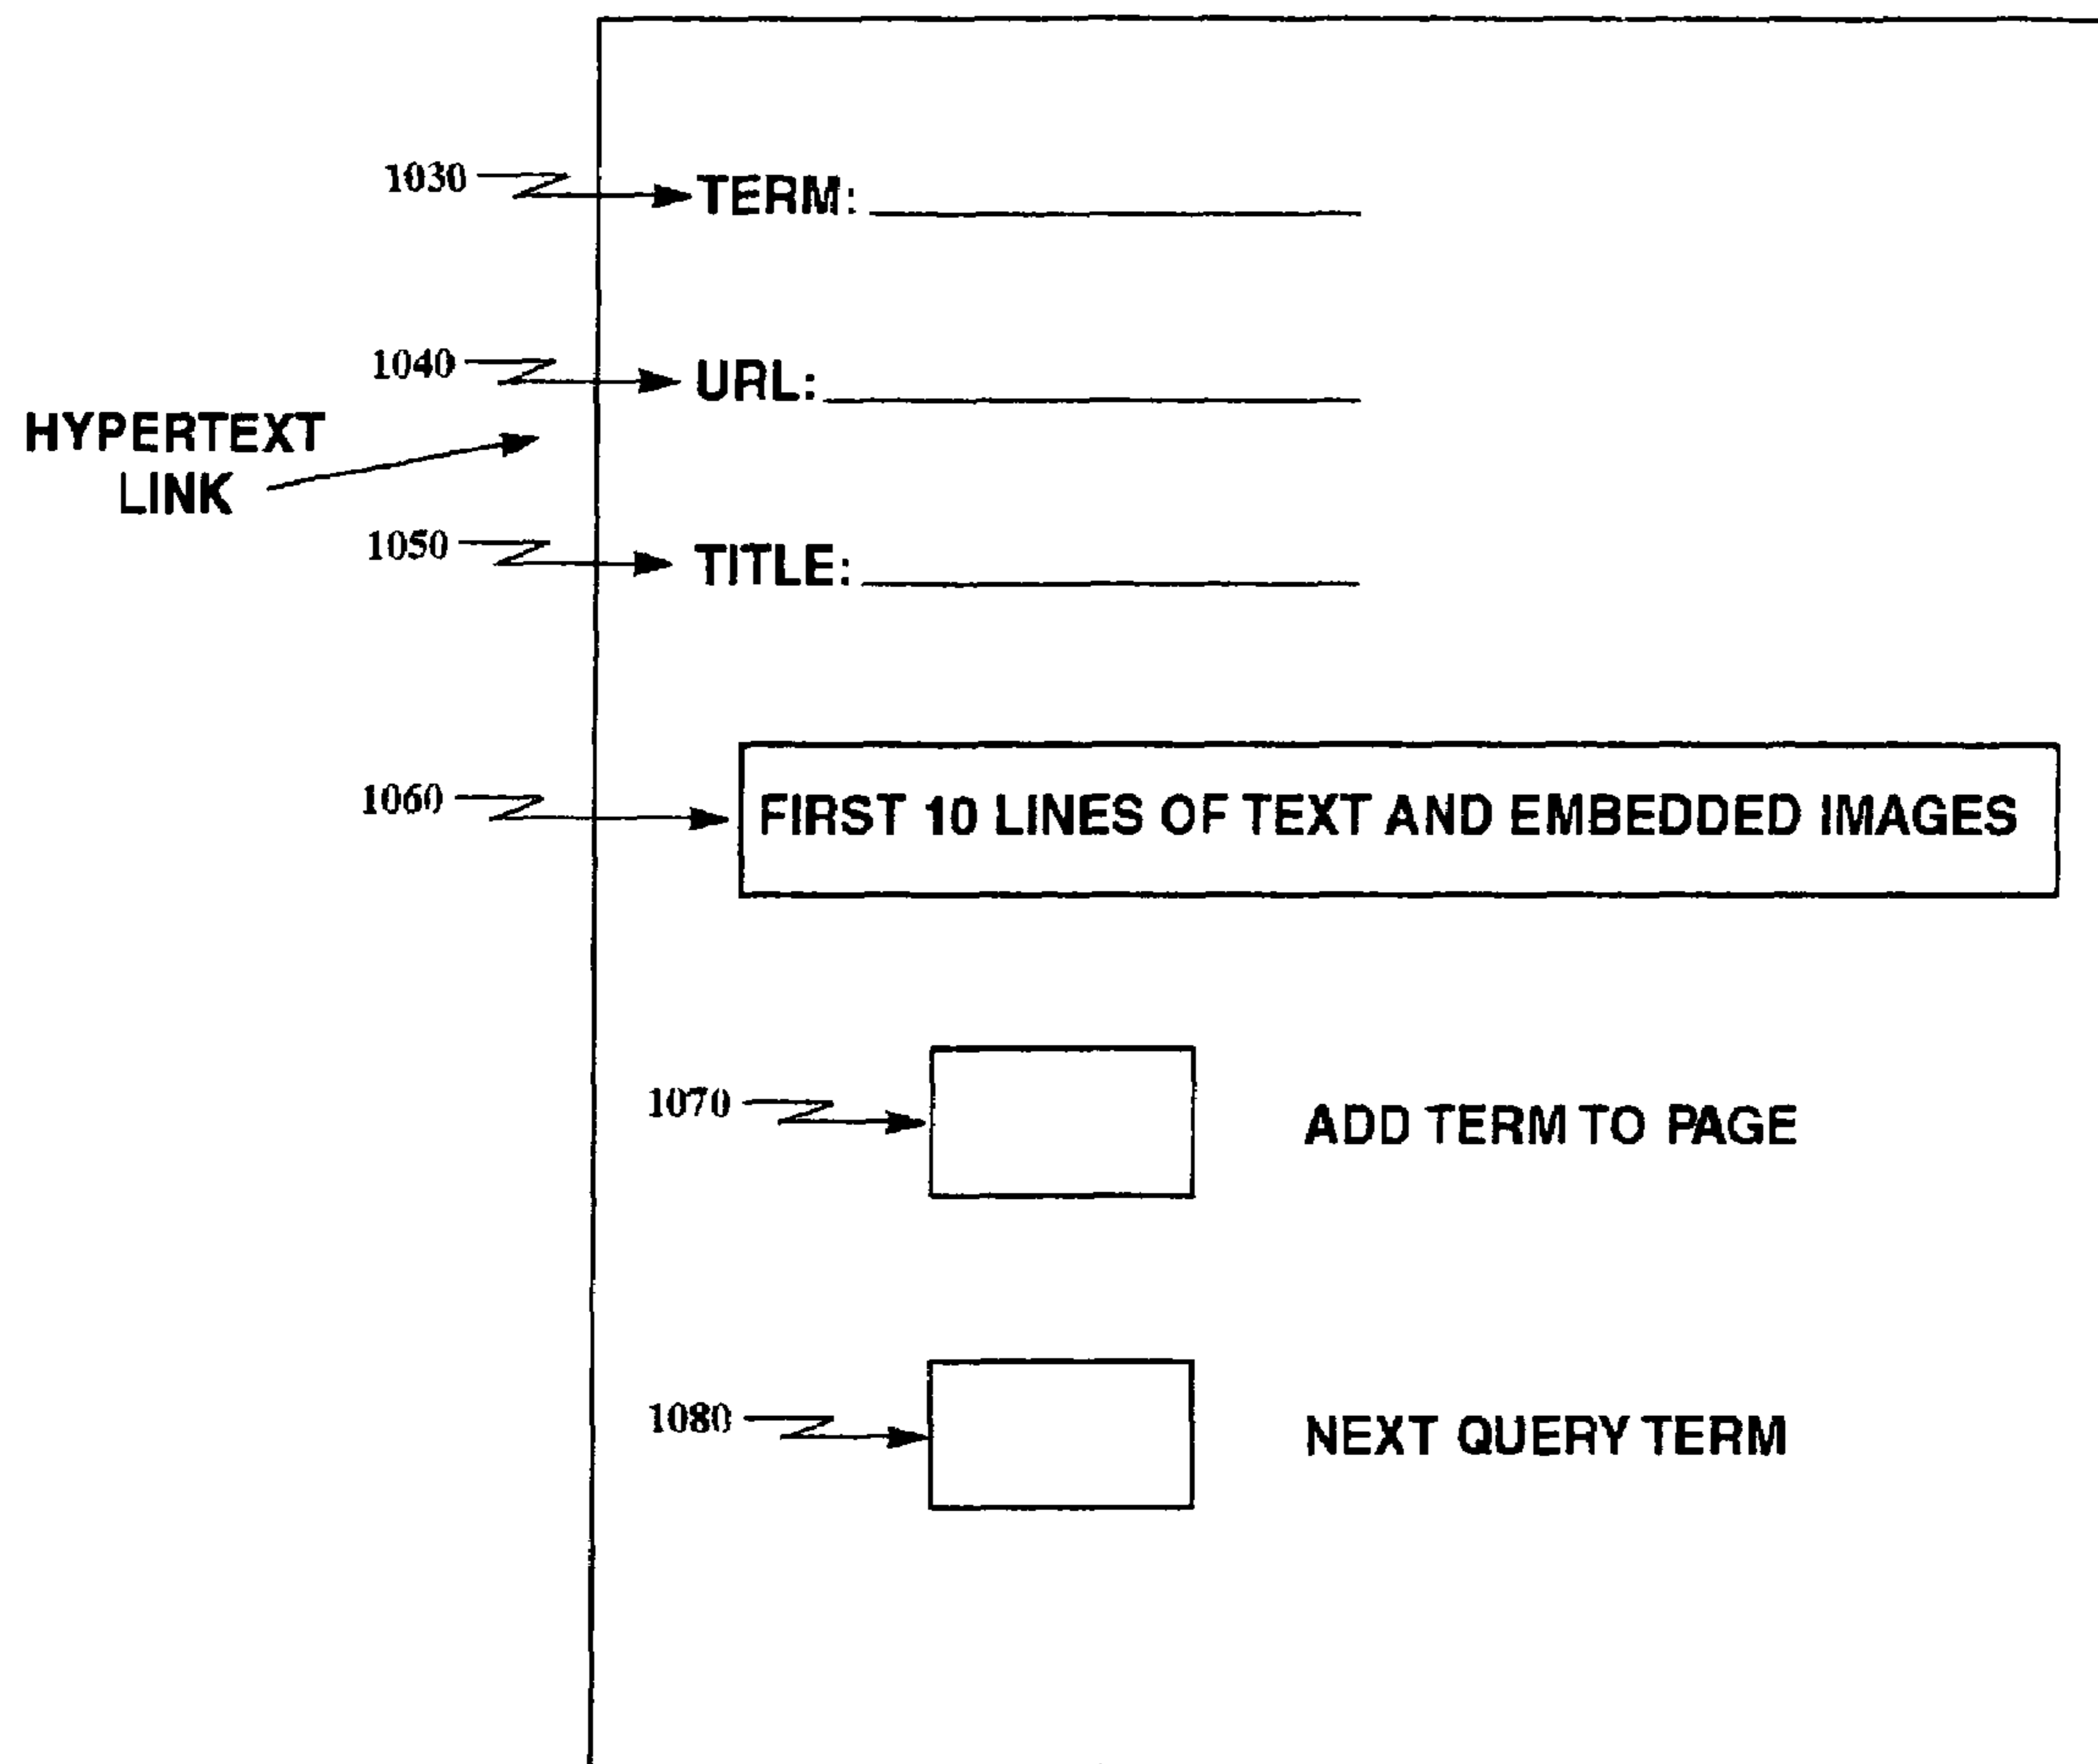 1030 TERM:
1040 URL:
HYPERTEXT
LINK
1050 TITLE:
1060 FIRST 10 LINES OF TEXT AND EMBEDDED IMAGES
1070 ADD TERM TO PAGE
1080 NEXT QUERY TERM